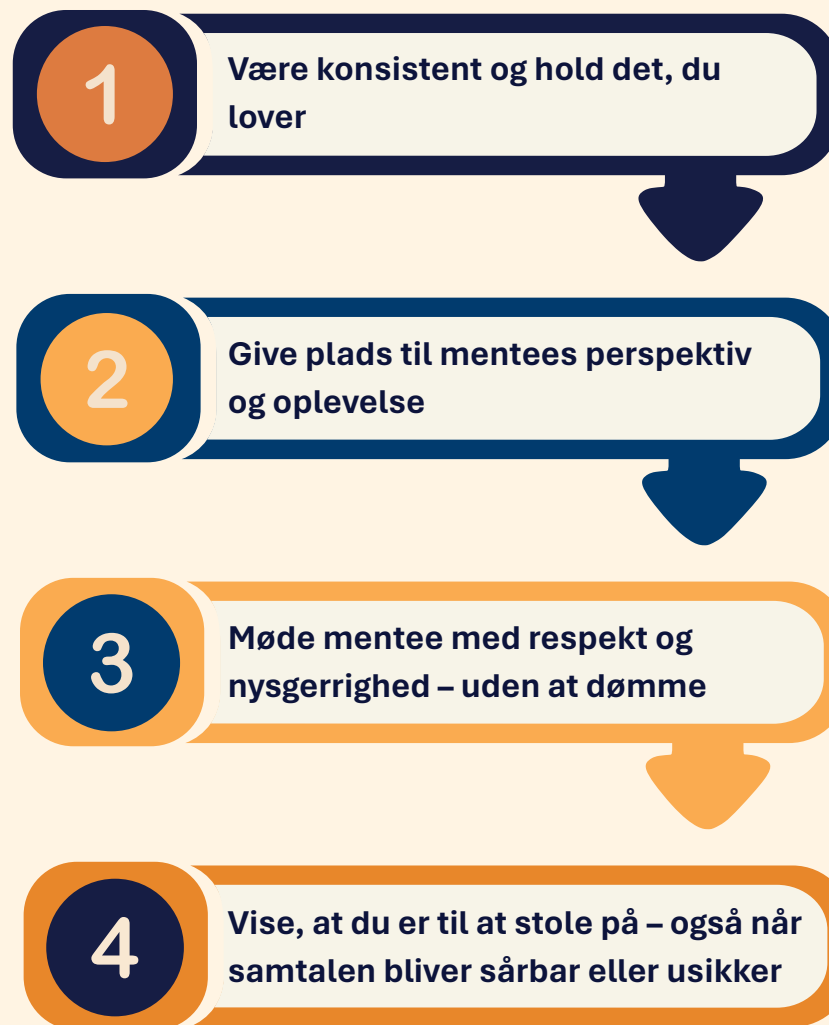 1
Være konsistent og hold det, du
lover
2
Give plads til mentees perspektiv
og oplevelse
3
Møde mentee med respekt og
nysgerrighed – uden at dømme
4
Vise, at du er til at stole på – også når
samtalen bliver sårbar eller usikker